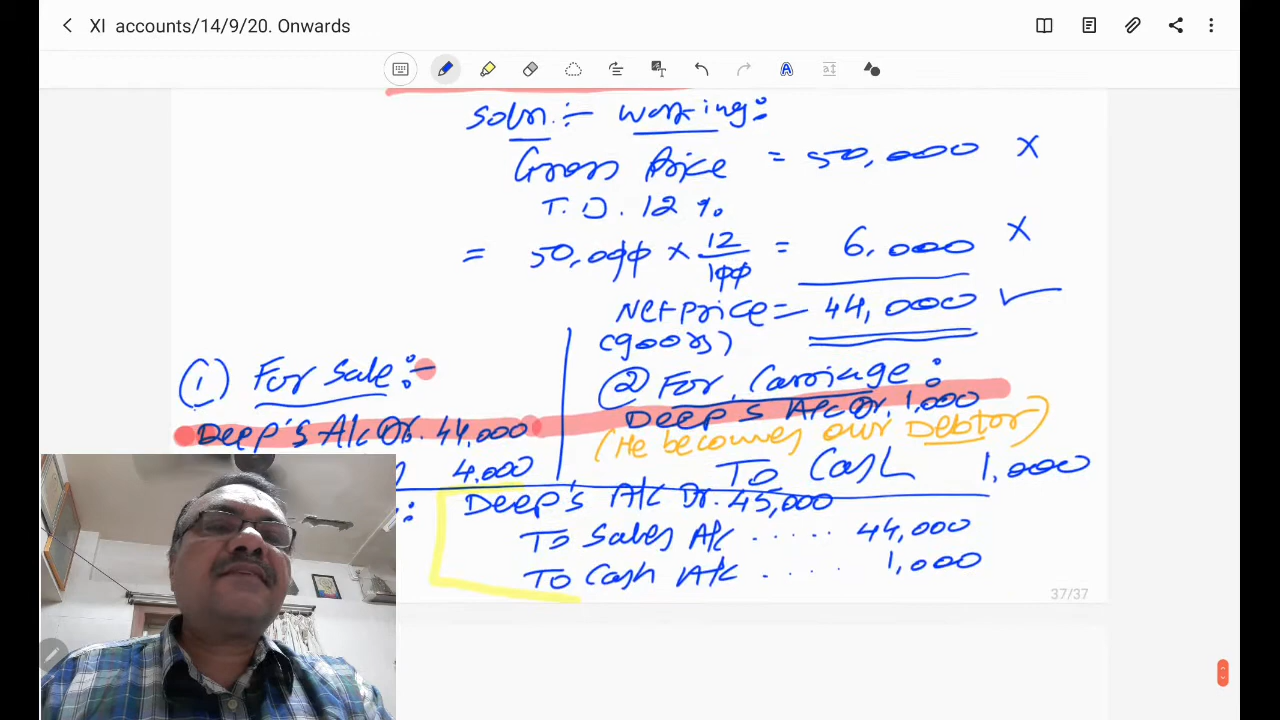 XI accounts/14/9/20. Onwards
Soln :- Working:
Gross Price = 50,000 X
T.D. 12 %
= 50,000 x 12/100 = 6,000 X
Net Price = 44,000 ✓
(goods)
(1) For Sale:-
Deep's A/c Dr. 44,000
4,000
(2) For Carriage:
Deep's A/c Dr. 1,000
(He becomes our Debtor)
To Cash 1,000
: Deep's A/c Dr. 45,000
To Sales A/c ..... 44,000
To Cash A/c .... 1,000
37/37